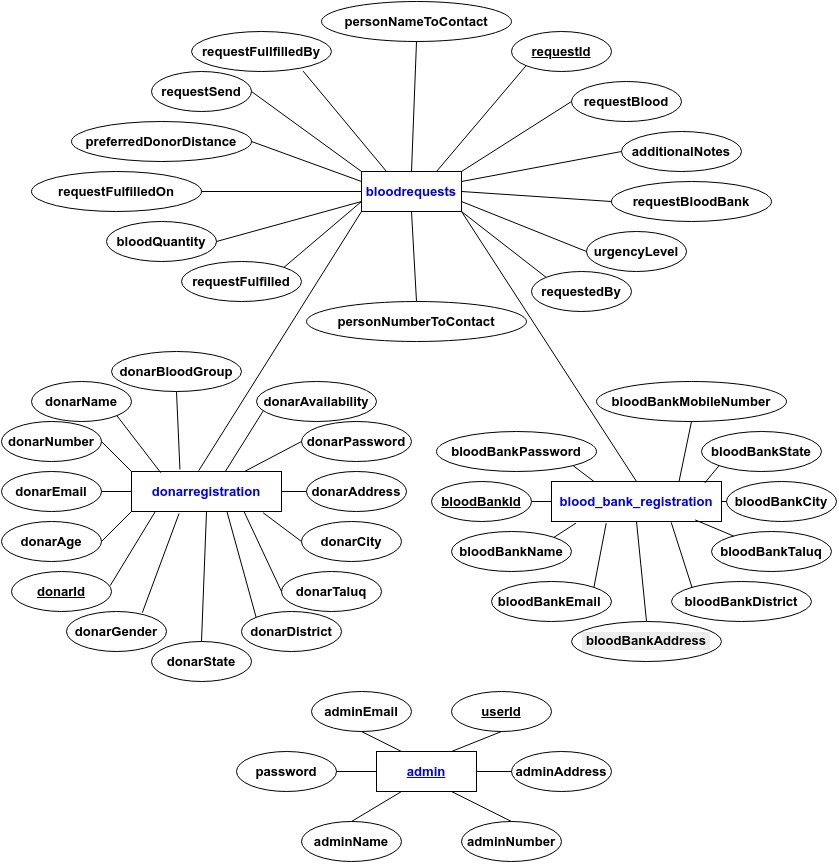 personNameToContact
requestFullfilledBy
requestId
requestSend
requestBlood
preferredDonorDistance
additionalNotes
requestFulfilledOn
bloodrequests
requestBloodBank
bloodQuantity
urgencyLevel
requestFulfilled
requestedBy
personNumberToContact
donarBloodGroup
donarName
donarAvailability
bloodBankMobileNumber
donarNumber
donarPassword
bloodBankPassword
bloodBankState
donarEmail
donarregistration
donarAddress
bloodBankId
blood_bank_registration
bloodBankCity
donarAge
donarCity
bloodBankName
bloodBankTaluq
donarId
donarTaluq
bloodBankEmail
bloodBankDistrict
donarGender
donarDistrict
bloodBankAddress
donarState
adminEmail
userId
password
admin
adminAddress
adminName
adminNumber